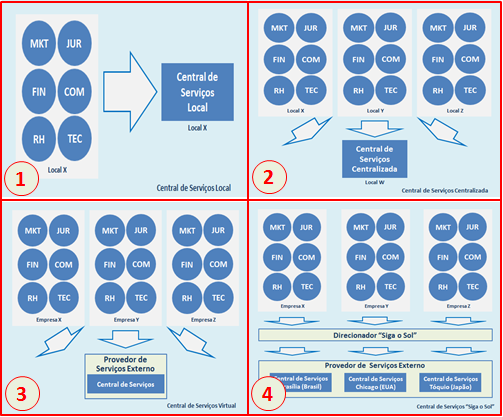 MKT JUR
FIN COM
RH TEC
Local X
Central de
Serviços
Local
Local X
Central de Serviços Local
1
MKT JUR MKT JUR MKT JUR
FIN COM FIN COM FIN COM
RH TEC RH TEC RH TEC
Local X Local Y Local Z
Central de
Serviços
Centralizada
Local W
Central de Serviços Centralizada
2
MKT JUR MKT JUR MKT JUR
FIN COM FIN COM FIN COM
RH TEC RH TEC RH TEC
Empresa X Empresa Y Empresa Z
Provedor de
Serviços Externo
Central de Serviços
Central de Serviços Virtual
3
MKT JUR MKT JUR MKT JUR
FIN COM FIN COM FIN COM
RH TEC RH TEC RH TEC
Empresa X Empresa Y Empresa Z
Direcionador "Siga o Sol"
Provedor de Serviços Externo
Central de Serviços Central de Serviços Central de Serviços
Brasília (Brasil) Chicago (EUA) Tóquio (Japão)
Central de Serviços "Siga o Sol"
4